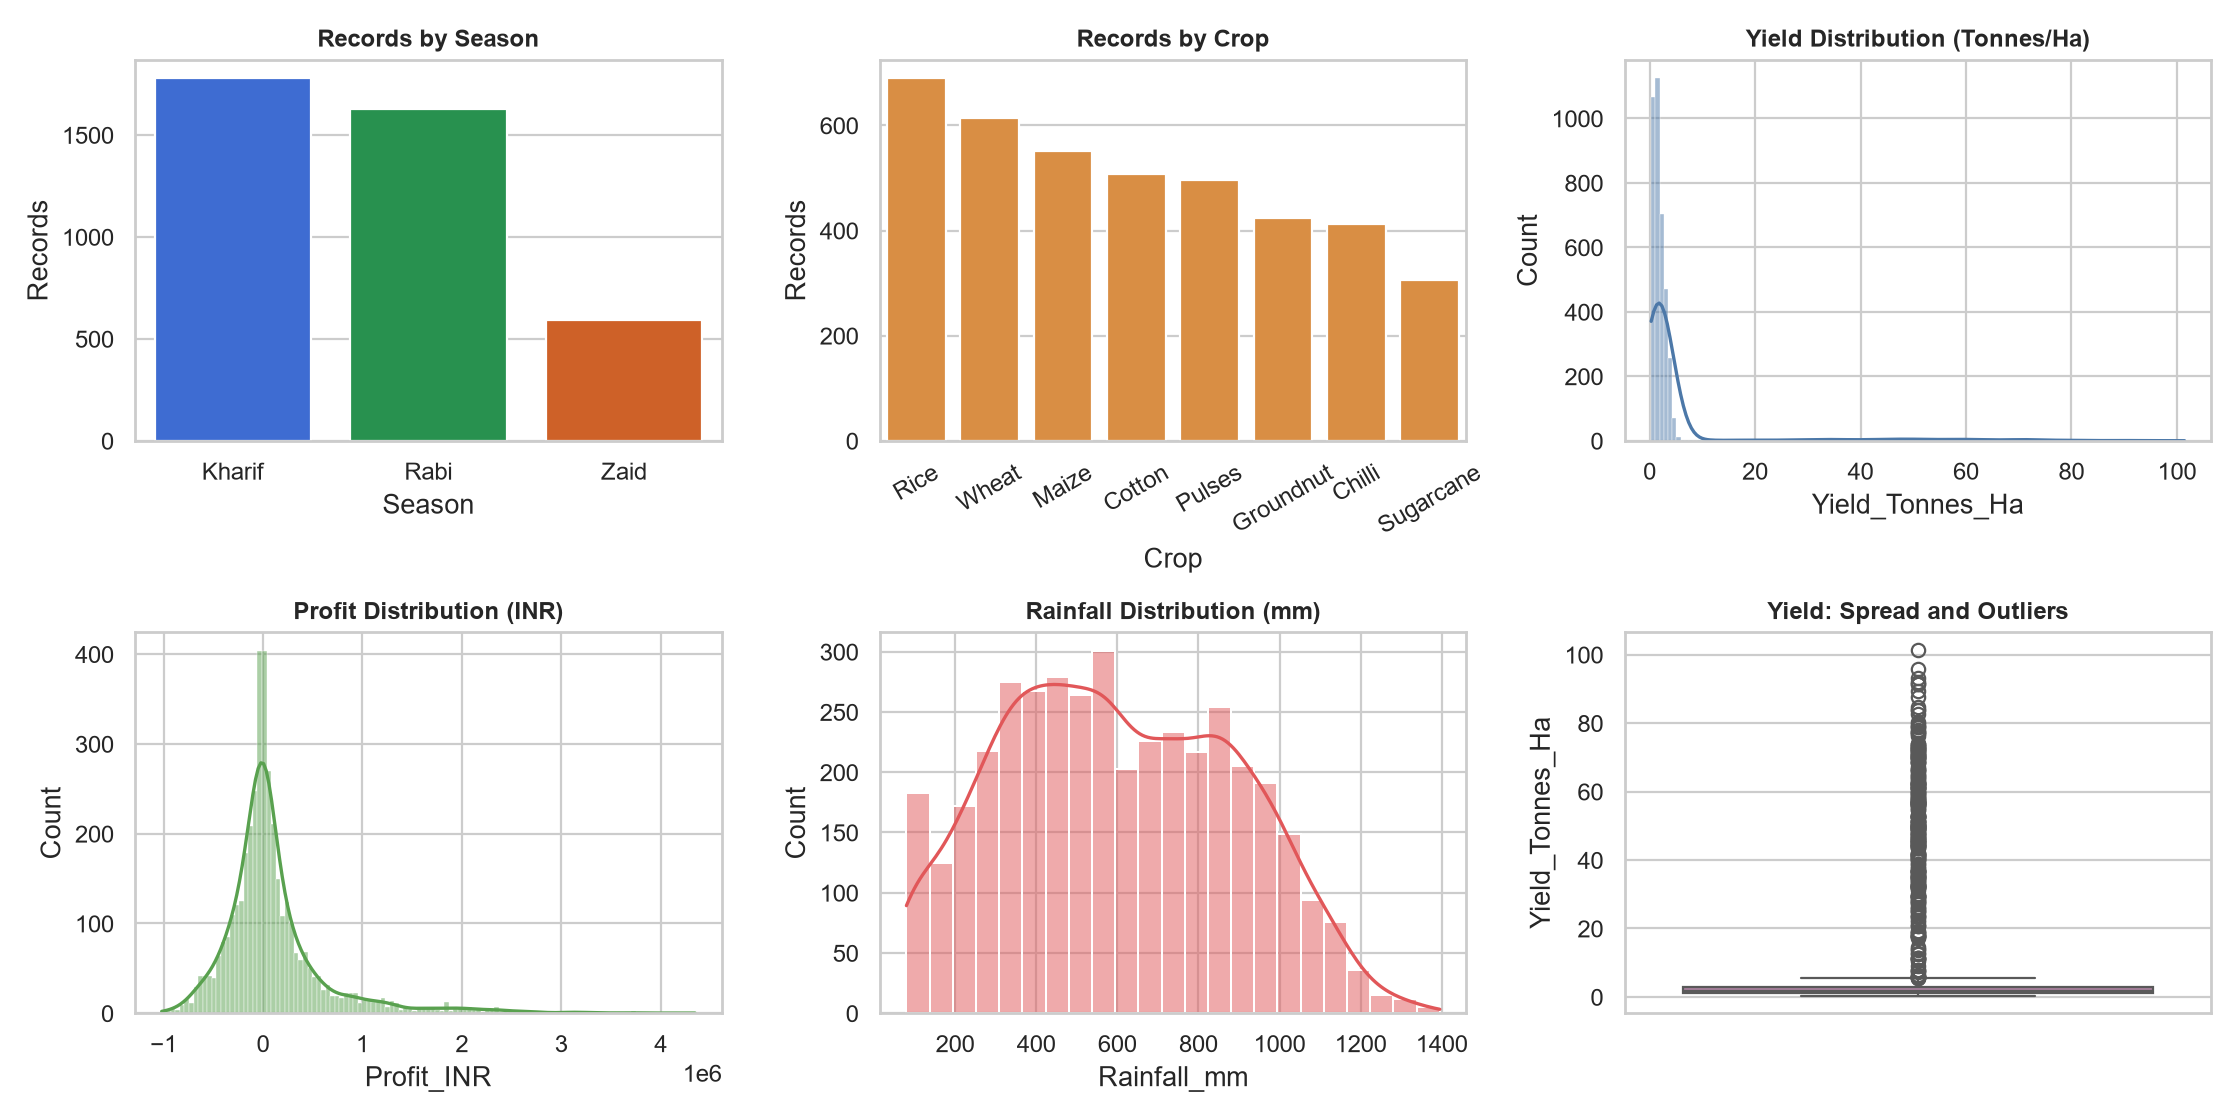 Records by Season
Records
1500
1000
500
0
Kharif
Rabi
Zaid
Season
Records by Crop
Records
600
400
200
0
Rice
Wheat
Maize
Cotton
Pulses
Groundnut
Chilli
Sugarcane
Crop
Yield Distribution (Tonnes/Ha)
Count
1000
800
600
400
200
0
0 20 40 60 80 100
Yield_Tonnes_Ha
Profit Distribution (INR)
Count
400
300
200
100
0
−1 0 1 2 3 4
1e6
Profit_INR
Rainfall Distribution (mm)
Count
300
250
200
150
100
50
0
200 400 600 800 1000 1200 1400
Rainfall_mm
Yield: Spread and Outliers
Yield_Tonnes_Ha
100
80
60
40
20
0